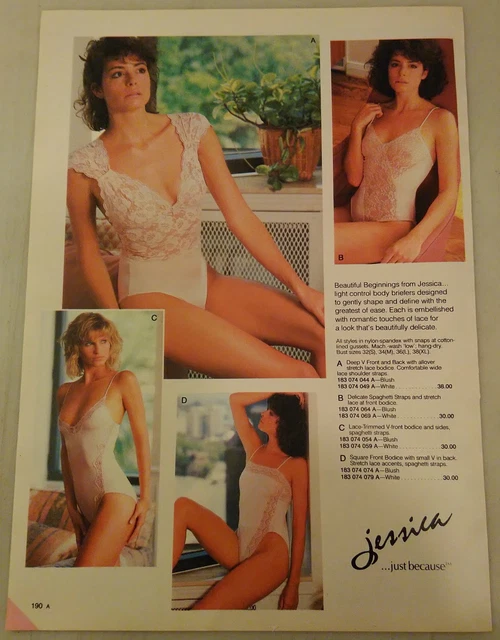 A
B
Beautiful Beginnings from Jessica...
light control body briefers designed
to gently shape and define with the
greatest of ease. Each is embellished
with romantic touches of lace for
a look that's beautifully delicate.
All styles in nylon-spandex with snaps at cotton-
lined gussets. Mach.-wash 'low'; hang-dry.
Bust sizes 32(S), 34(M), 36(L), 38(XL).
A Deep V Front and Back with allover
stretch lace bodice. Comfortable wide
lace shoulder straps.
183 074 044 A—Blush
183 074 049 A—White 38.00
B Delicate Spaghetti Straps and stretch
lace at front bodice.
183 074 064 A—Blush
183 074 069 A—White 30.00
C Lace-Trimmed V-front bodice and sides,
spaghetti straps.
183 074 054 A—Blush
183 074 059 A—White 30.00
D Square Front Bodice with small V in back.
Stretch lace accents, spaghetti straps.
183 074 074 A—Blush
183 074 079 A—White 30.00
C
D
jessica
...just because™
190 A